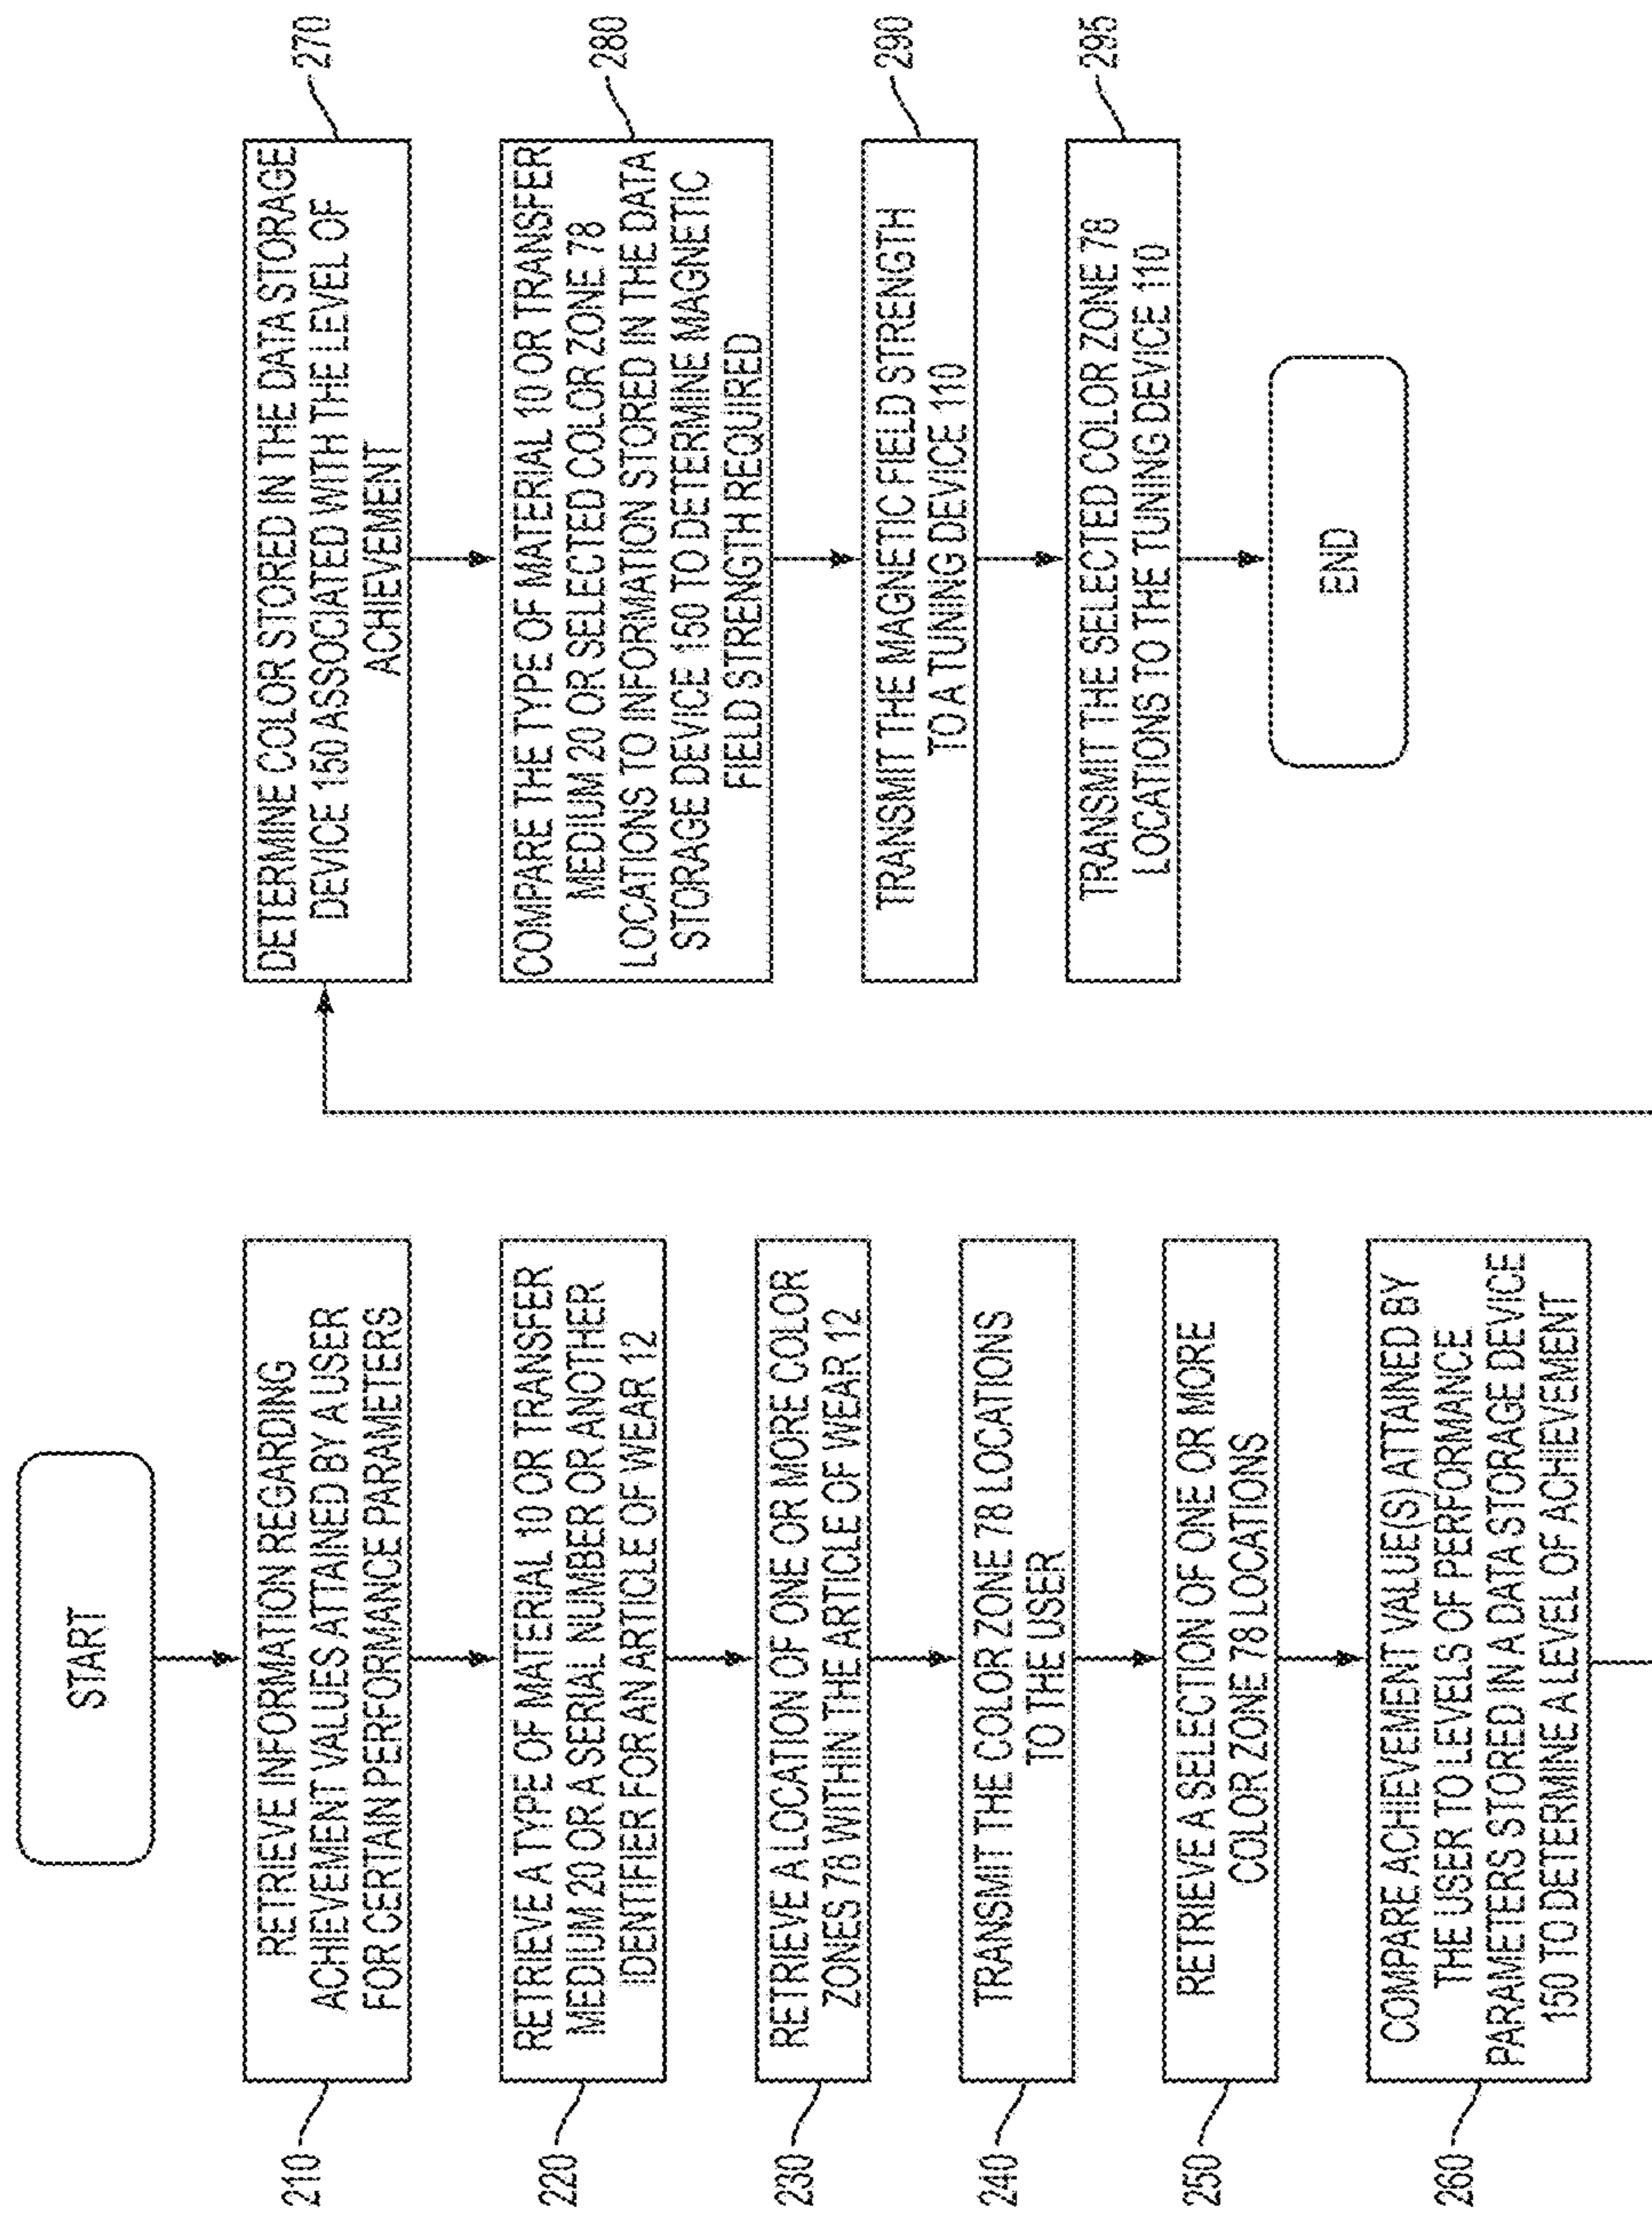 START
210
RETRIEVE INFORMATION REGARDING
ACHIEVEMENT VALUES ATTAINED BY A USER
FOR CERTAIN PERFORMANCE PARAMETERS
220
RETRIEVE A TYPE OF MATERIAL 10 OR TRANSFER
MEDIUM 20 OR A SERIAL NUMBER OR ANOTHER
IDENTIFIER FOR AN ARTICLE OF WEAR 12
230
RETRIEVE A LOCATION OF ONE OR MORE COLOR
ZONES 78 WITHIN THE ARTICLE OF WEAR 12
240
TRANSMIT THE COLOR ZONE 78 LOCATIONS
TO THE USER
250
RETRIEVE A SELECTION OF ONE OR MORE
COLOR ZONE 78 LOCATIONS
260
COMPARE ACHIEVEMENT VALUE(S) ATTAINED BY
THE USER TO LEVELS OF PERFORMANCE
PARAMETERS STORED IN A DATA STORAGE DEVICE
150 TO DETERMINE A LEVEL OF ACHIEVEMENT
270
DETERMINE COLOR STORED IN THE DATA STORAGE
DEVICE 150 ASSOCIATED WITH THE LEVEL OF
ACHIEVEMENT
280
COMPARE THE TYPE OF MATERIAL 10 OR TRANSFER
MEDIUM 20 OR SELECTED COLOR ZONE 78
LOCATIONS TO INFORMATION STORED IN THE DATA
STORAGE DEVICE 150 TO DETERMINE MAGNETIC
FIELD STRENGTH REQUIRED
290
TRANSMIT THE MAGNETIC FIELD STRENGTH
TO A TUNING DEVICE 110
295
TRANSMIT THE SELECTED COLOR ZONE 78
LOCATIONS TO THE TUNING DEVICE 110
END